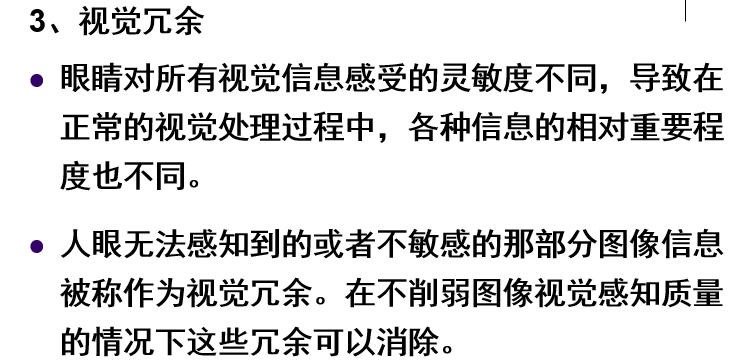 3、视觉冗余
● 眼睛对所有视觉信息感受的灵敏度不同，导致在
正常的视觉处理过程中，各种信息的相对重要程
度也不同。
● 人眼无法感知到的或者不敏感的那部分图像信息
被称作为视觉冗余。在不削弱图像视觉感知质量
的情况下这些冗余可以消除。